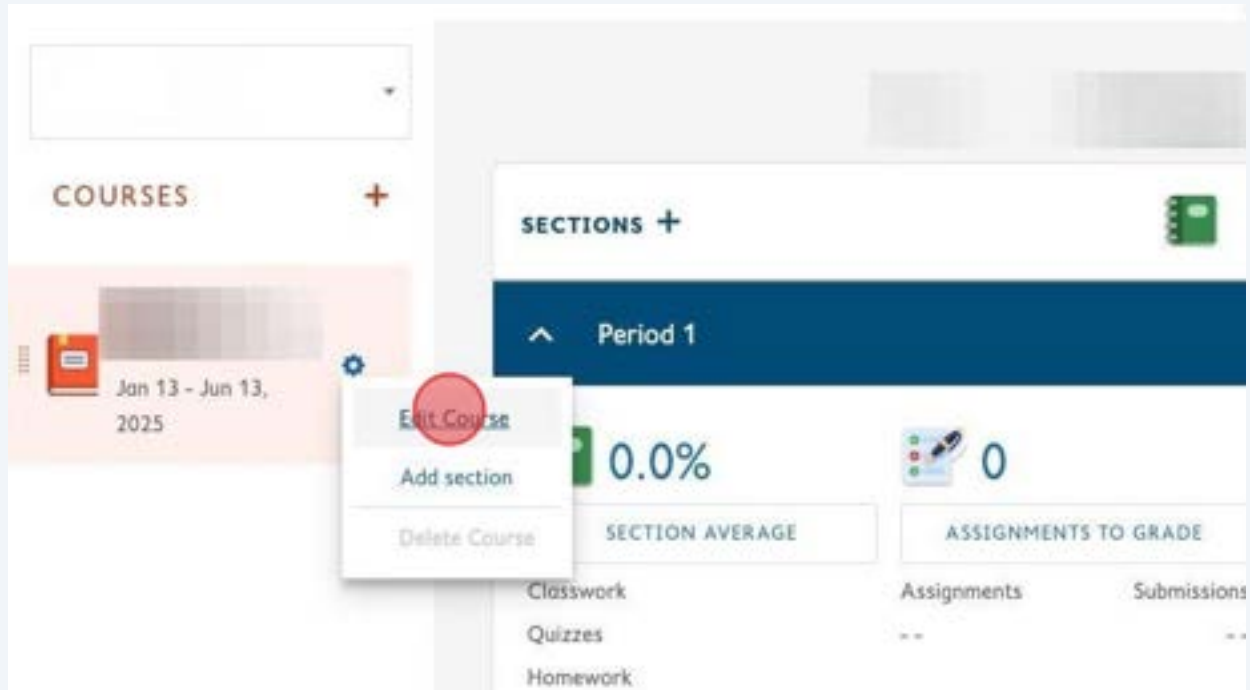 COURSES +
Jan 13 - Jun 13,
2025
Edit Course
Add section
Delete Course
SECTIONS +
Period 1
0.0%
SECTION AVERAGE
0
ASSIGNMENTS TO GRADE
Classwork
Quizzes
Homework
Assignments
--
Submissions
--